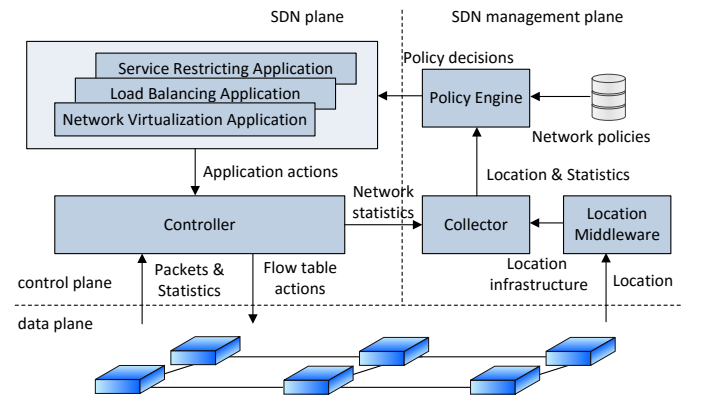 SDN plane
SDN management plane
Policy decisions
Service Restricting Application
Load Balancing Application
Network Virtualization Application
Policy Engine
Network policies
Application actions
Location & Statistics
Network
statistics
Controller
Collector
Location
Middleware
Packets &
Statistics
Flow table
actions
Location
infrastructure
Location
control plane
data plane